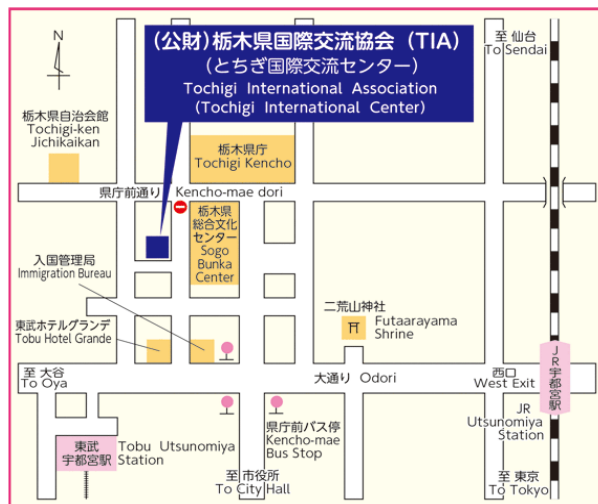 N
(公財)栃木県国際交流協会 (TIA)
(とちぎ国際交流センター)
Tochigi International Association
(Tochigi International Center)
至 仙台
To Sendai
栃木県自治会館
Tochigi-ken
Jichikaikan
栃木県庁
Tochigi Kencho
県庁前通り Kencho-mae dori
栃木県
総合文化
センター
Sogo
Bunka
Center
入国管理局
Immigration Bureau
二荒山神社
Futaarayama
Shrine
東武ホテルグランデ
Tobu Hotel Grande
至 大谷
To Oya
大通り Odori
西口
West Exit
JR宇都宮駅
JR
Utsunomiya
Station
県庁前バス停
Kencho-mae
Bus Stop
東武
宇都宮駅
Tobu Utsunomiya
Station
至 市役所
To City Hall
至 東京
To Tokyo